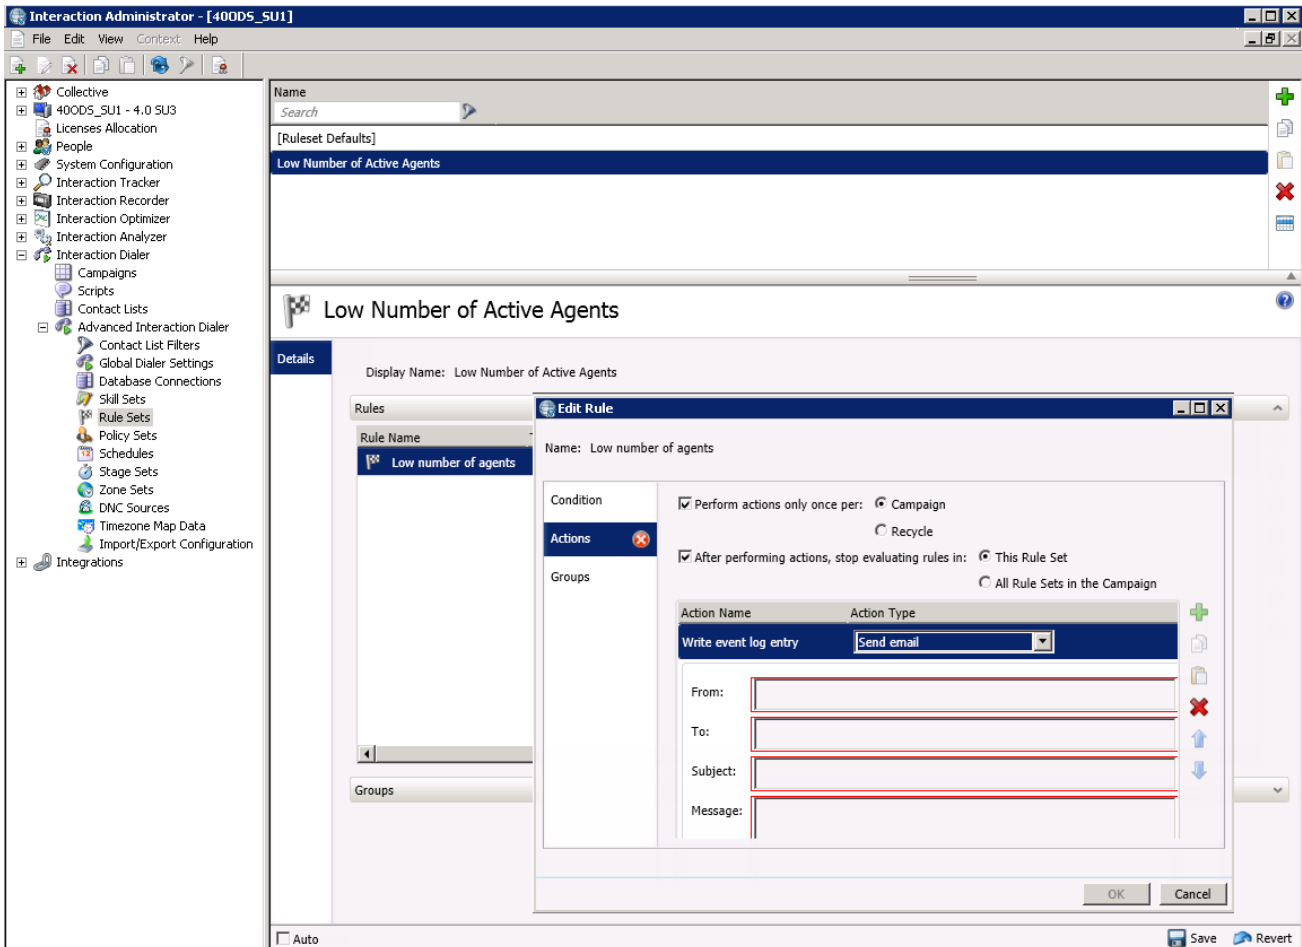 Interaction Administrator - [40ODS_SU1]
File Edit View Context Help
Collective
40ODS_SU1 - 4.0 SU3
Licenses Allocation
People
System Configuration
Interaction Tracker
Interaction Recorder
Interaction Optimizer
Interaction Analyzer
Interaction Dialer
Campaigns
Scripts
Contact Lists
Advanced Interaction Dialer
Contact List Filters
Global Dialer Settings
Database Connections
Skill Sets
Rule Sets
Policy Sets
Schedules
Stage Sets
Zone Sets
DNC Sources
Timezone Map Data
Import/Export Configuration
Integrations
Name
Search
[Ruleset Defaults]
Low Number of Active Agents
Low Number of Active Agents
Details
Display Name: Low Number of Active Agents
Rules
Rule Name
Low number of agents
Groups
Edit Rule
Name: Low number of agents
Condition
Actions
Groups
Perform actions only once per: Campaign
Recycle
After performing actions, stop evaluating rules in: This Rule Set
All Rule Sets in the Campaign
Action Name Action Type
Write event log entry Send email
From:
To:
Subject:
Message:
OK Cancel
Auto Save Revert